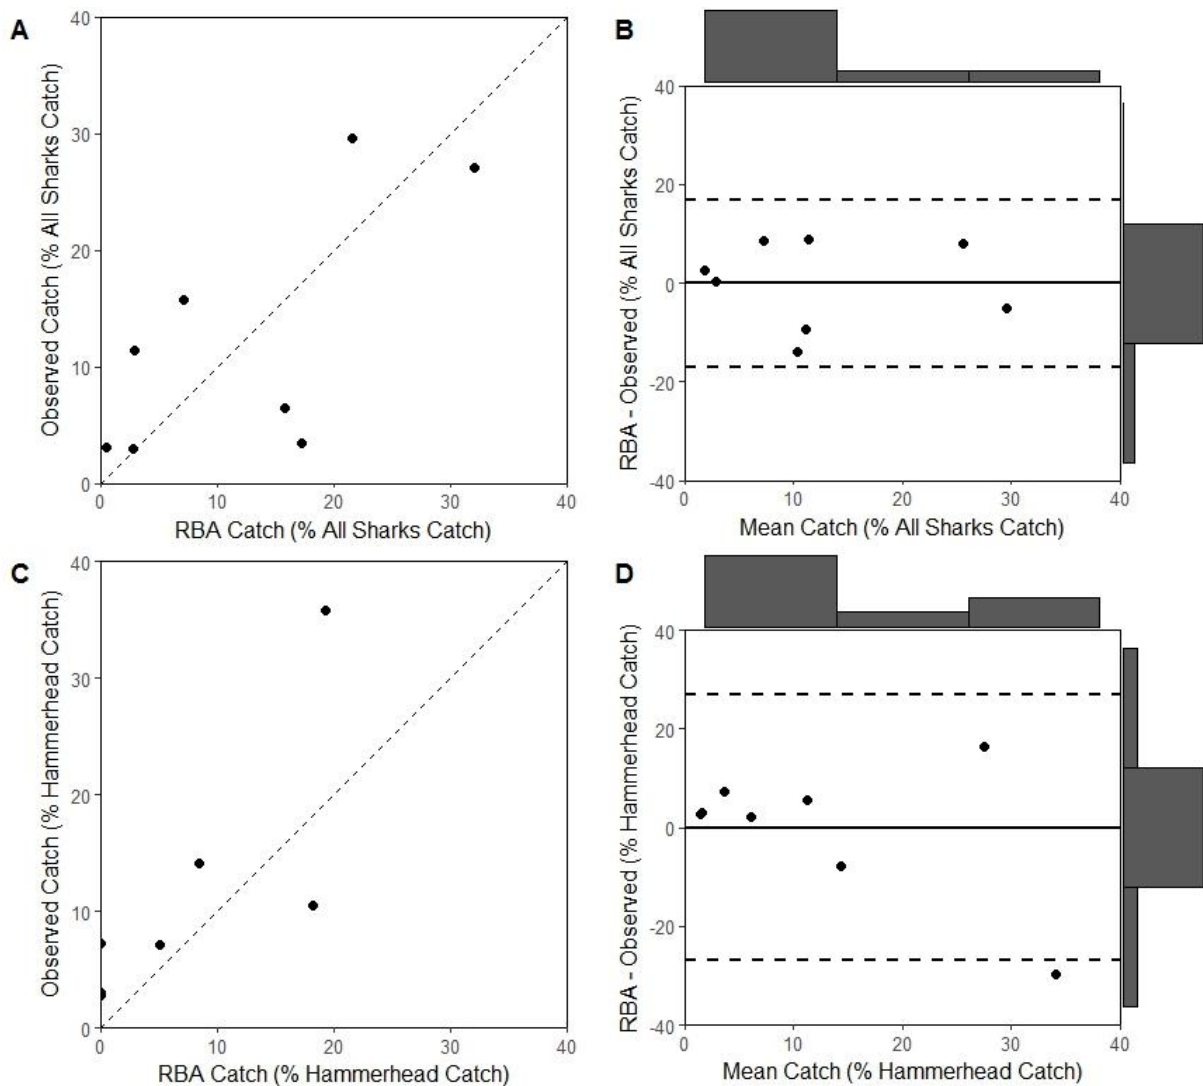 A
Observed Catch (% All Sharks Catch)
40
30
20
10
0
0 10 20 30 40
RBA Catch (% All Sharks Catch)
B
RBA - Observed (% All Sharks Catch)
40
20
0
-20
-40
0 10 20 30 40
Mean Catch (% All Sharks Catch)
C
Observed Catch (% Hammerhead Catch)
40
30
20
10
0
0 10 20 30 40
RBA Catch (% Hammerhead Catch)
D
RBA - Observed (% Hammerhead Catch)
40
20
0
-20
-40
0 10 20 30 40
Mean Catch (% Hammerhead Catch)